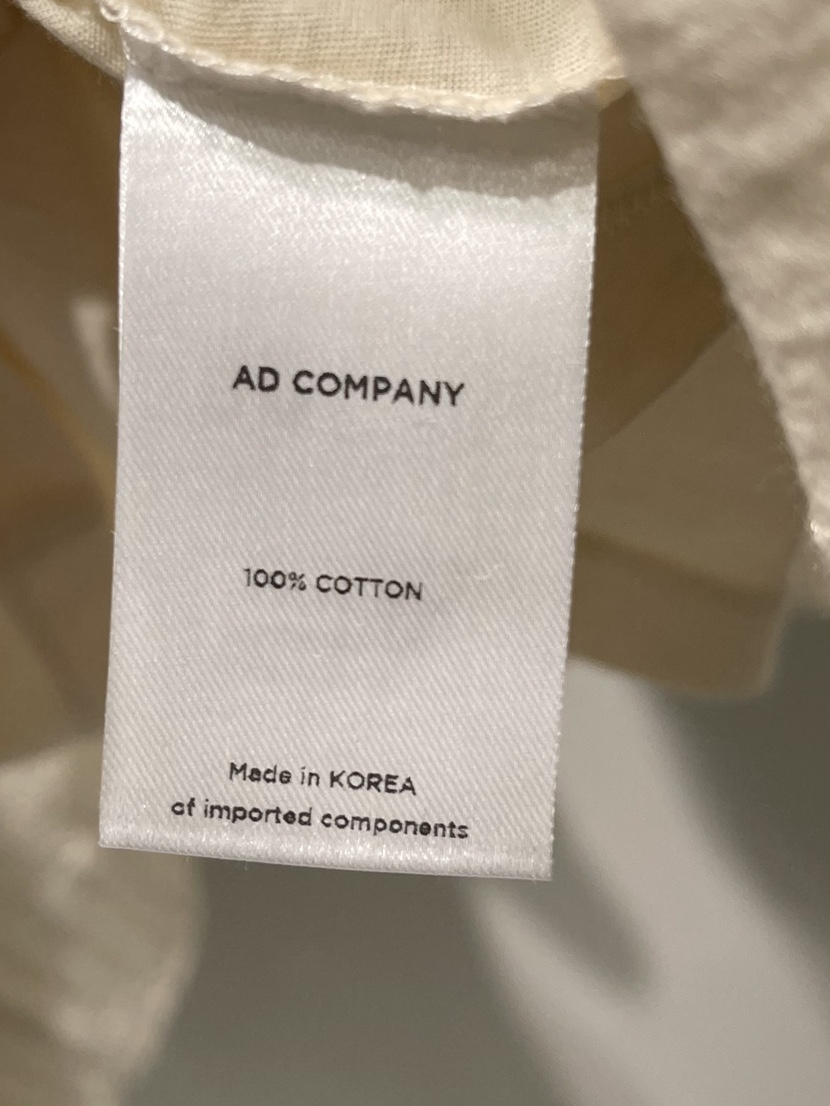 AD COMPANY
100% COTTON
Made in KOREA
of imported components